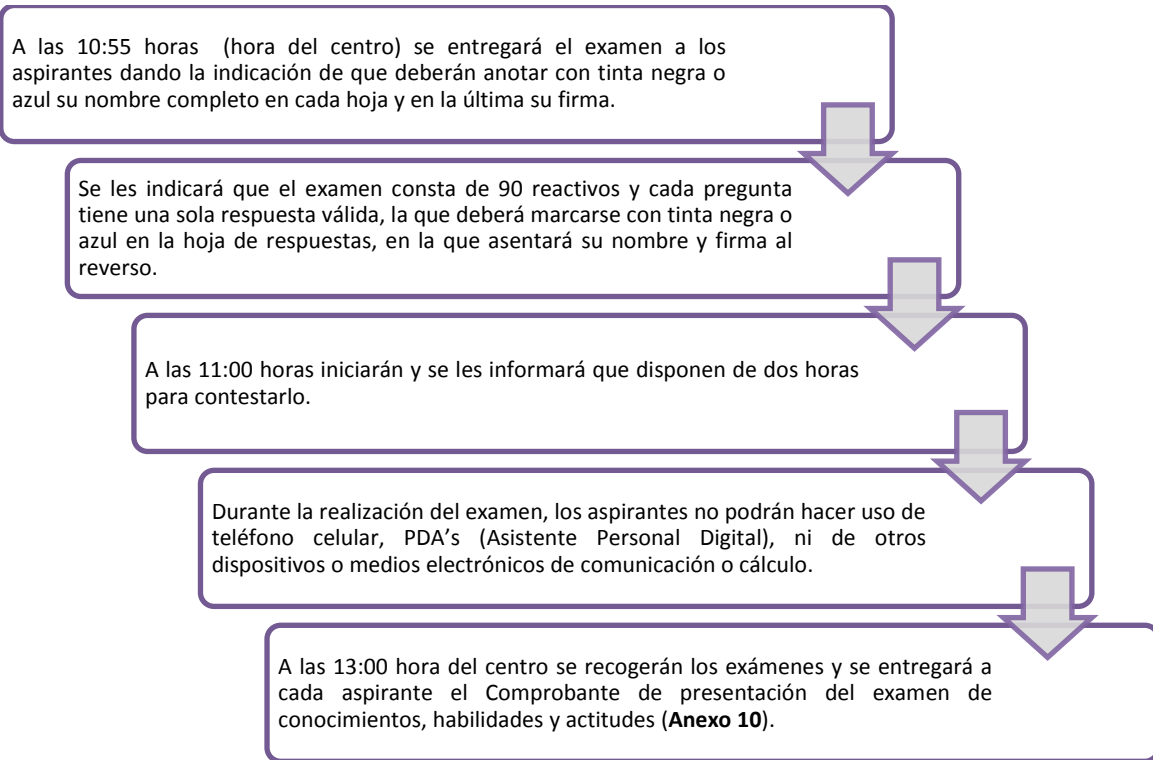 A las 10:55 horas (hora del centro) se entregará el examen a los
aspirantes dando la indicación de que deberán anotar con tinta negra o
azul su nombre completo en cada hoja y en la última su firma.
Se les indicará que el examen consta de 90 reactivos y cada pregunta
tiene una sola respuesta válida, la que deberá marcarse con tinta negra o
azul en la hoja de respuestas, en la que asentará su nombre y firma al
reverso.
A las 11:00 horas iniciarán y se les informará que disponen de dos horas
para contestarlo.
Durante la realización del examen, los aspirantes no podrán hacer uso de
teléfono celular, PDA’s (Asistente Personal Digital), ni de otros
dispositivos o medios electrónicos de comunicación o cálculo.
A las 13:00 hora del centro se recogerán los exámenes y se entregará a
cada aspirante el Comprobante de presentación del examen de
conocimientos, habilidades y actitudes (Anexo 10).